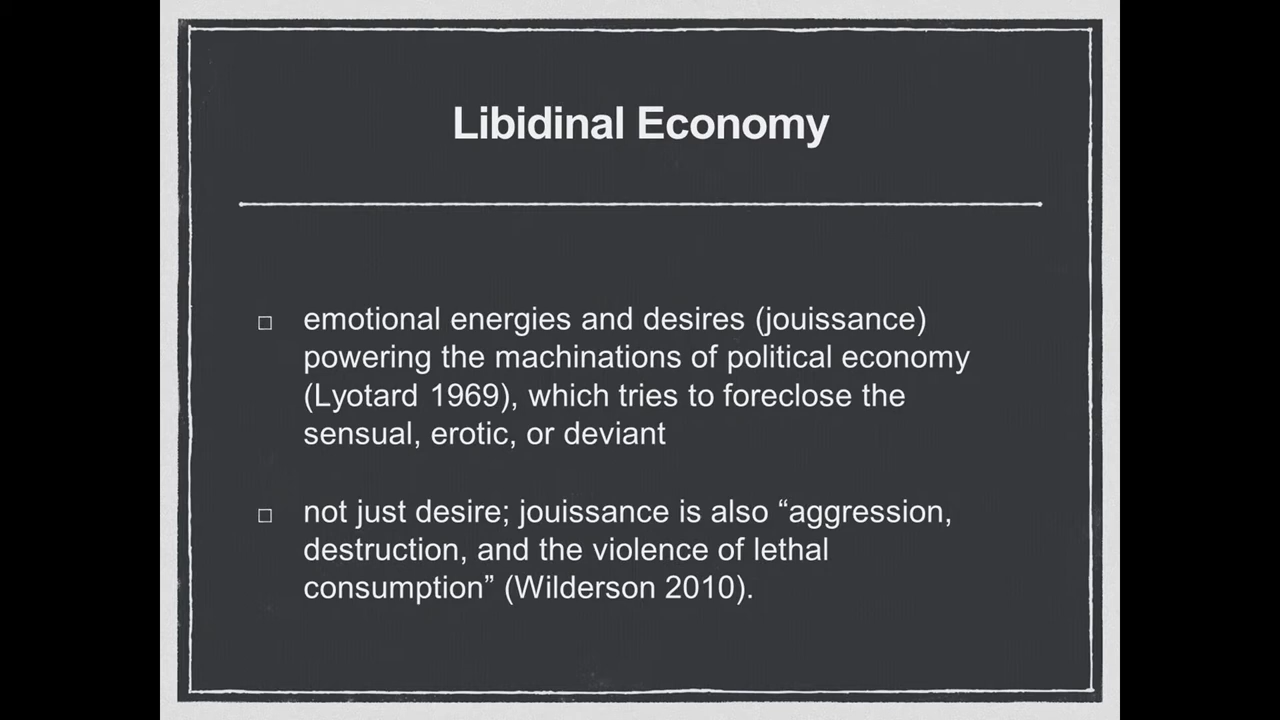 Libidinal Economy
□ emotional energies and desires (jouissance)
powering the machinations of political economy
(Lyotard 1969), which tries to foreclose the
sensual, erotic, or deviant
□ not just desire; jouissance is also “aggression,
destruction, and the violence of lethal
consumption” (Wilderson 2010).